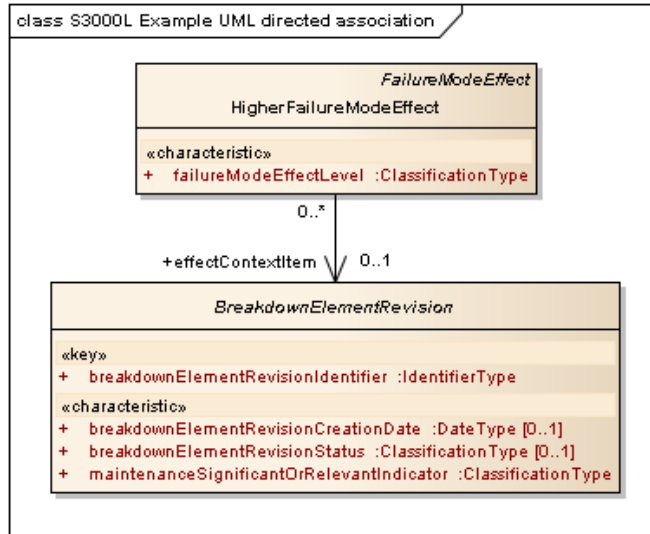 class S3000L Example UML directed association
FailureModeEffect
HigherFailureModeEffect
«characteristic»
+ failureModeEffectLevel :ClassificationType
0..*
+effectContextItem 0..1
BreakdownElementRevision
«key»
+ breakdownElementRevisionIdentifier :IdentifierType
«characteristic»
+ breakdownElementRevisionCreationDate :DateType [0..1]
+ breakdownElementRevisionStatus :ClassificationType [0..1]
+ maintenanceSignificantOrRelevantIndicator :ClassificationType